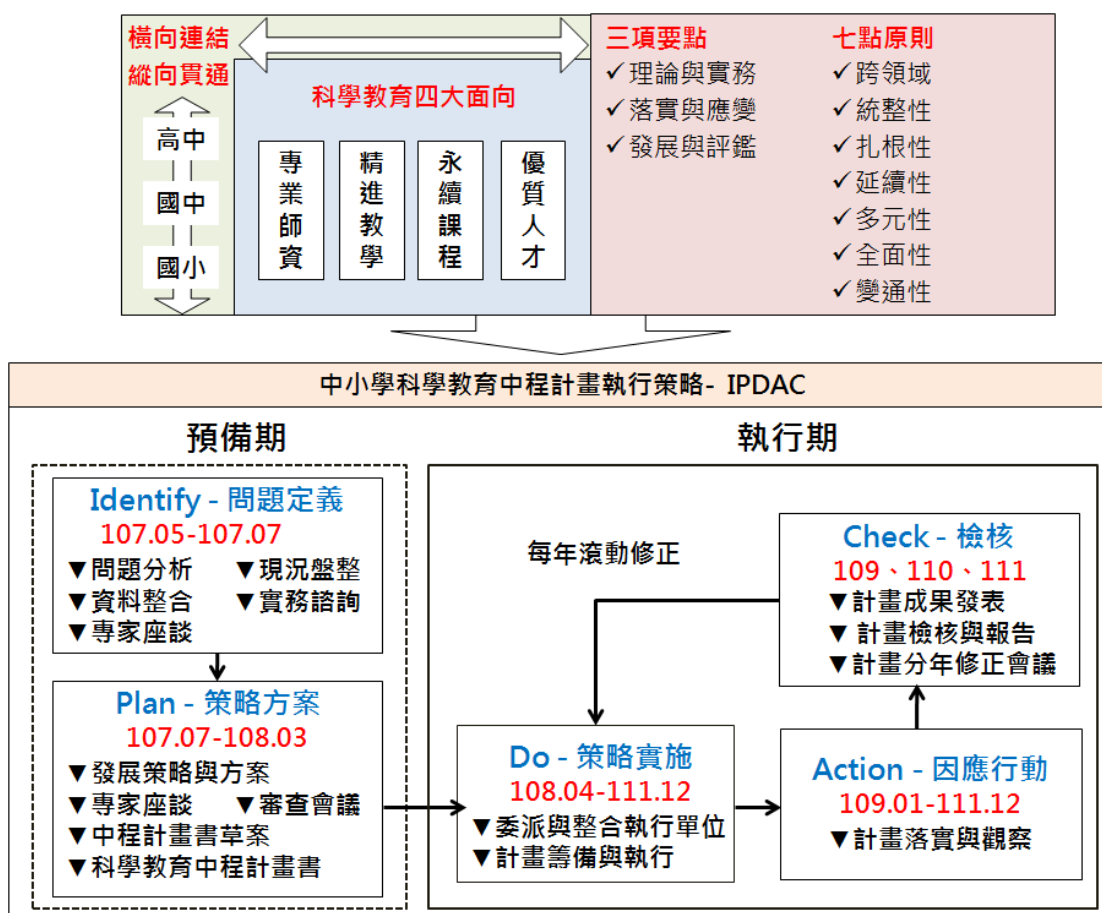 橫向連結
縱向貫通
高中
國中
國小
科學教育四大面向
專業師資
精進教學
永續課程
優質人才
三項要點
✓理論與實務
✓落實與應變
✓發展與評鑑
七點原則
✓跨領域
✓統整性
✓扎根性
✓延續性
✓多元性
✓全面性
✓變通性
中小學科學教育中程計畫執行策略- IPDAC
預備期
Identify - 問題定義
107.05-107.07
▼問題分析 ▼現況盤整
▼資料整合 ▼實務諮詢
▼專家座談
Plan - 策略方案
107.07-108.03
▼發展策略與方案
▼專家座談 ▼審查會議
▼中程計畫書草案
▼科學教育中程計畫書
執行期
每年滾動修正
Do - 策略實施
108.04-111.12
▼委派與整合執行單位
▼計畫籌備與執行
Action - 因應行動
109.01-111.12
▼計畫落實與觀察
Check - 檢核
109、110、111
▼計畫成果發表
▼ 計畫檢核與報告
▼計畫分年修正會議